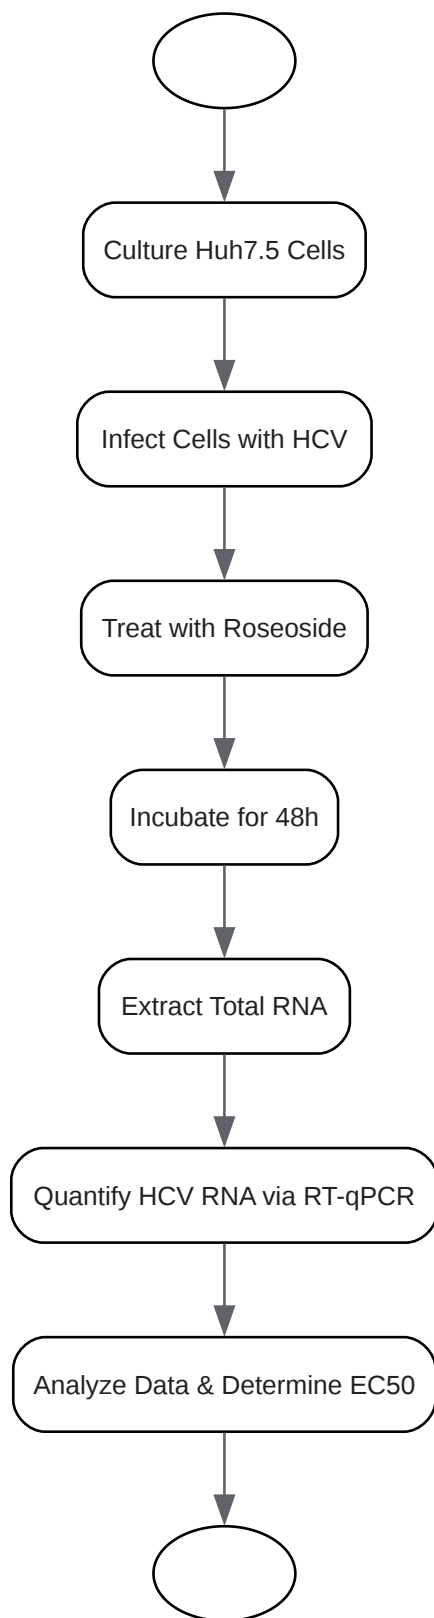 Culture Huh7.5 Cells
Infect Cells with HCV
Treat with Roseoside
Incubate for 48h
Extract Total RNA
Quantify HCV RNA via RT-qPCR
Analyze Data & Determine EC50